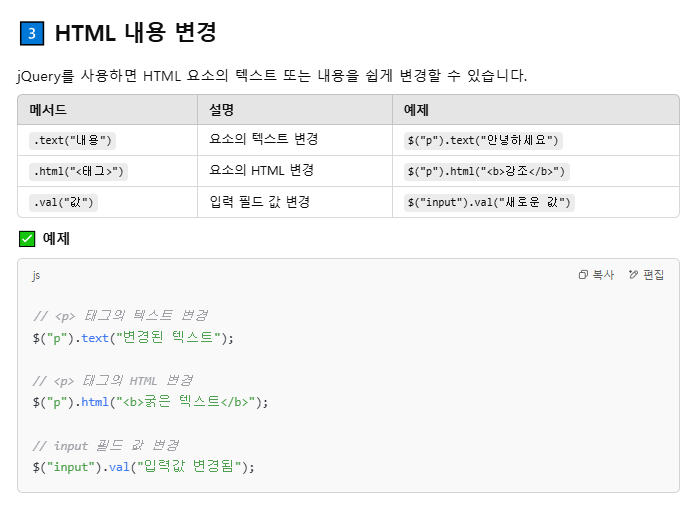 3 HTML 내용 변경
jQuery를 사용하면 HTML 요소의 텍스트 또는 내용을 쉽게 변경할 수 있습니다.
메서드 설명 예제
.text("내용") 요소의 텍스트 변경 $("p").text("안녕하세요")
.html("<태그>") 요소의 HTML 변경 $("p").html("<b>강조</b>")
.val("값") 입력 필드 값 변경 $("input").val("새로운 값")
✅ 예제
js 복사 편집
// <p> 태그의 텍스트 변경
$("p").text("변경된 텍스트");
// <p> 태그의 HTML 변경
$("p").html("<b>굵은 텍스트</b>");
// input 필드 값 변경
$("input").val("입력값 변경됨");